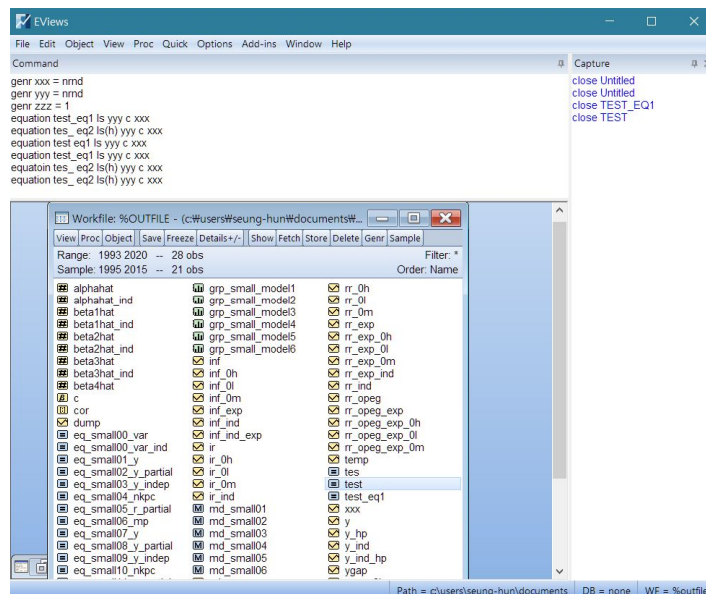 EViews
File Edit Object View Proc Quick Options Add-ins Window Help
Command
genr xxx = nrnd
genr yyy = nrnd
genr zzz = 1
equation test_eq1 ls yyy c xxx
equation tes_ eq2 ls(h) yyy c xxx
equation test eq1 ls yyy c xxx
equation test_eq1 ls yyy c xxx
equatoin tes_ eq2 ls(h) yyy c xxx
equation tes_ eq2 ls(h) yyy c xxx
Capture
close Untitled
close Untitled
close TEST_EQ1
close TEST
Workfile: %OUTFILE - (c:₩users₩seung-hun₩documents₩...
View Proc Object Save Freeze Details+/- Show Fetch Store Delete Genr Sample
Range: 1993 2020 -- 28 obs Filter: *
Sample: 1995 2015 -- 21 obs Order: Name
alphahat
alphahat_ind
beta1hat
beta1hat_ind
beta2hat
beta2hat_ind
beta3hat
beta3hat_ind
beta4hat
c
cor
dump
eq_small00_var
eq_small00_var_ind
eq_small01_y
eq_small02_y_partial
eq_small03_y_indep
eq_small04_nkpc
eq_small05_r_partial
eq_small06_mp
eq_small07_y
eq_small08_y_partial
eq_small09_y_indep
eq_small10_nkpc
grp_small_model1
grp_small_model2
grp_small_model3
grp_small_model4
grp_small_model5
grp_small_model6
inf
inf_0h
inf_0l
inf_0m
inf_exp
inf_ind
inf_ind_exp
ir
ir_0h
ir_0l
ir_0m
ir_ind
md_small01
md_small02
md_small03
md_small04
md_small05
md_small06
rr_0h
rr_0l
rr_0m
rr_exp
rr_exp_0h
rr_exp_0l
rr_exp_0m
rr_exp_ind
rr_ind
rr_opeg
rr_opeg_exp
rr_opeg_exp_0h
rr_opeg_exp_0l
rr_opeg_exp_0m
temp
tes
test
test_eq1
xxx
y
y_hp
y_ind
y_ind_hp
ygap
Path = c:\users\seung-hun\documents DB = none WF = %outfile